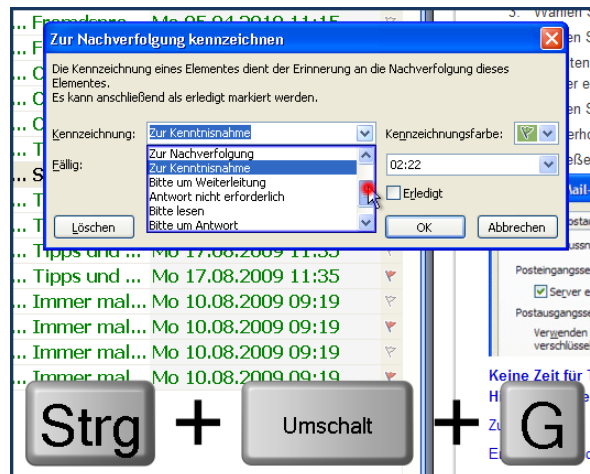 ... Mo 05.04.2010 11:15
3. Wählen S
Zur Nachverfolgung kennzeichnen
Die Kennzeichnung eines Elementes dient der Erinnerung an die Nachverfolgung dieses
Elementes.
Es kann anschließend als erledigt markiert werden.
Kennzeichnung: Zur Kenntnisnahme Kennzeichnungsfarbe:
Zur Nachverfolgung
Zur Kenntnisnahme
Bitte um Weiterleitung
Antwort nicht erforderlich
Bitte lesen
Bitte um Antwort
Fällig: 02:22
Erledigt
Löschen OK Abbrechen
... Tipps und ... Mo 17.08.2009 11:35
... Tipps und ... Mo 17.08.2009 11:35
... Immer mal... Mo 10.08.2009 09:19
... Immer mal... Mo 10.08.2009 09:19
... Immer mal... Mo 10.08.2009 09:19
... Immer mal... Mo 10.08.2009 09:19
Posteingangsse
Server e
Postausgangsse
Verwenden
verschlüssel
Keine Zeit für T
Strg + Umschalt + G